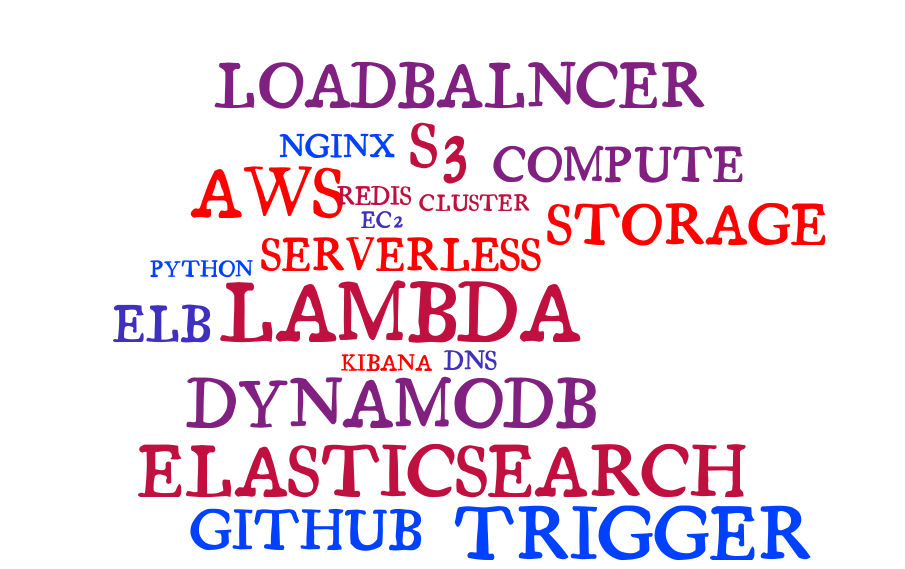 LOADBALNCER
NGINX S3 COMPUTE
AWS REDIS CLUSTER STORAGE
EC2
SERVERLESS
PYTHON
ELB LAMBDA
KIBANA DNS
DYNAMODB
ELASTICSEARCH
GITHUB TRIGGER